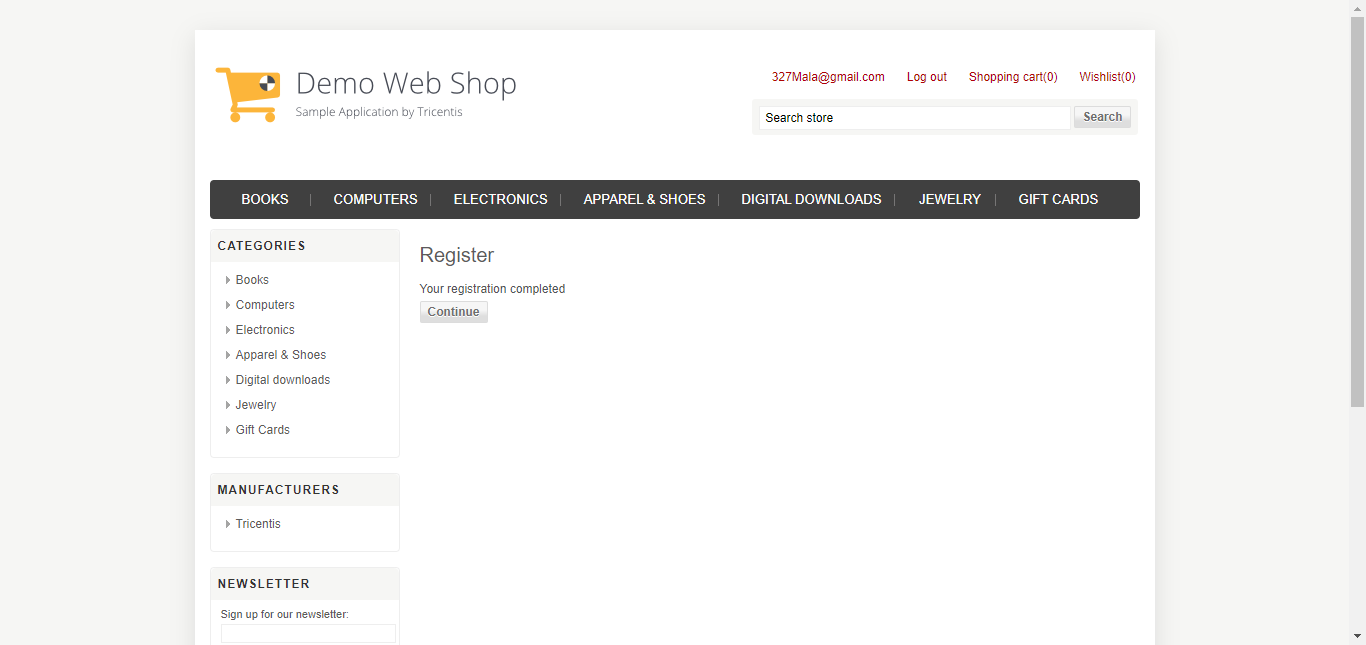 Demo Web Shop
Sample Application by Tricentis
327Mala@gmail.com Log out Shopping cart(0) Wishlist(0)
Search store Search
BOOKS COMPUTERS ELECTRONICS APPAREL & SHOES DIGITAL DOWNLOADS JEWELRY GIFT CARDS
CATEGORIES
Books
Computers
Electronics
Apparel & Shoes
Digital downloads
Jewelry
Gift Cards
MANUFACTURERS
Tricentis
NEWSLETTER
Sign up for our newsletter:
Register
Your registration completed
Continue